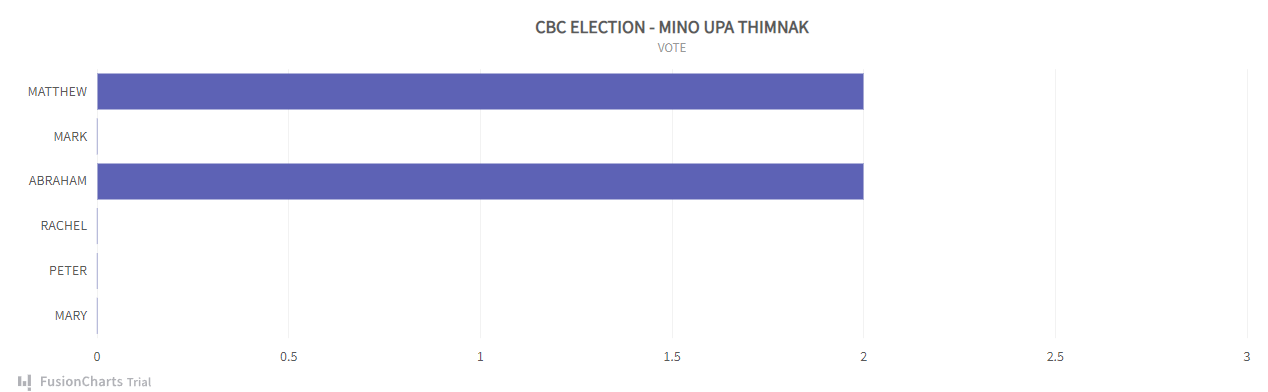 CBC ELECTION - MINO UPA THIMNAK
VOTE
MATTHEW
MARK
ABRAHAM
RACHEL
PETER
MARY
0 0.5 1 1.5 2 2.5 3
FusionCharts Trial